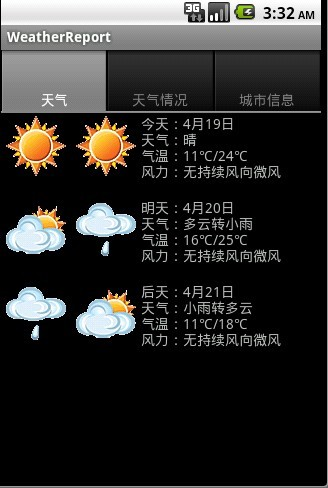 3G 3:32 AM
WeatherReport
天气 天气情况 城市信息
今天：4月19日
天气：晴
气温：11℃/24℃
风力：无持续风向微风
明天：4月20日
天气：多云转小雨
气温：16℃/25℃
风力：无持续风向微风
后天：4月21日
天气：小雨转多云
气温：11℃/18℃
风力：无持续风向微风